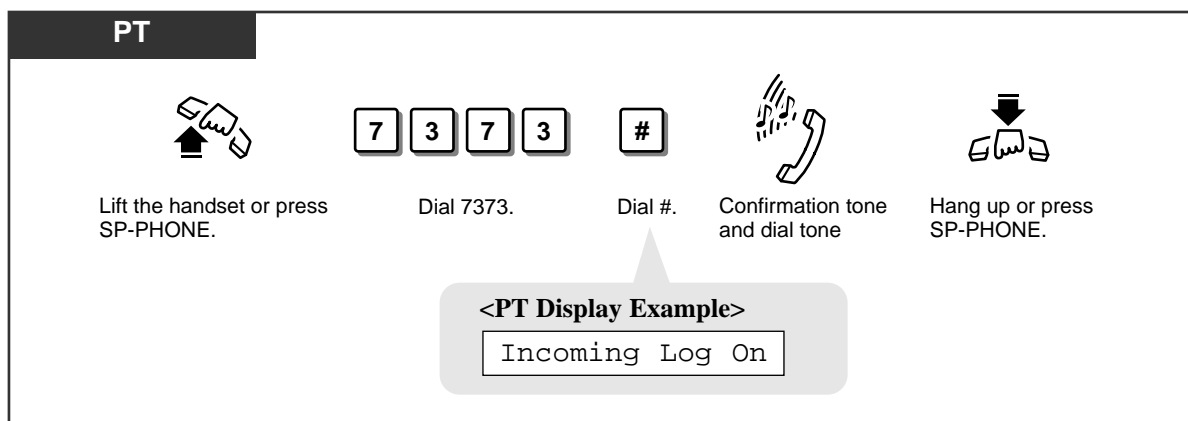 PT
7 3 7 3 #
Lift the handset or press
SP-PHONE.
Dial 7373.
Dial #.
Confirmation tone
and dial tone
Hang up or press
SP-PHONE.
<PT Display Example>
Incoming Log On